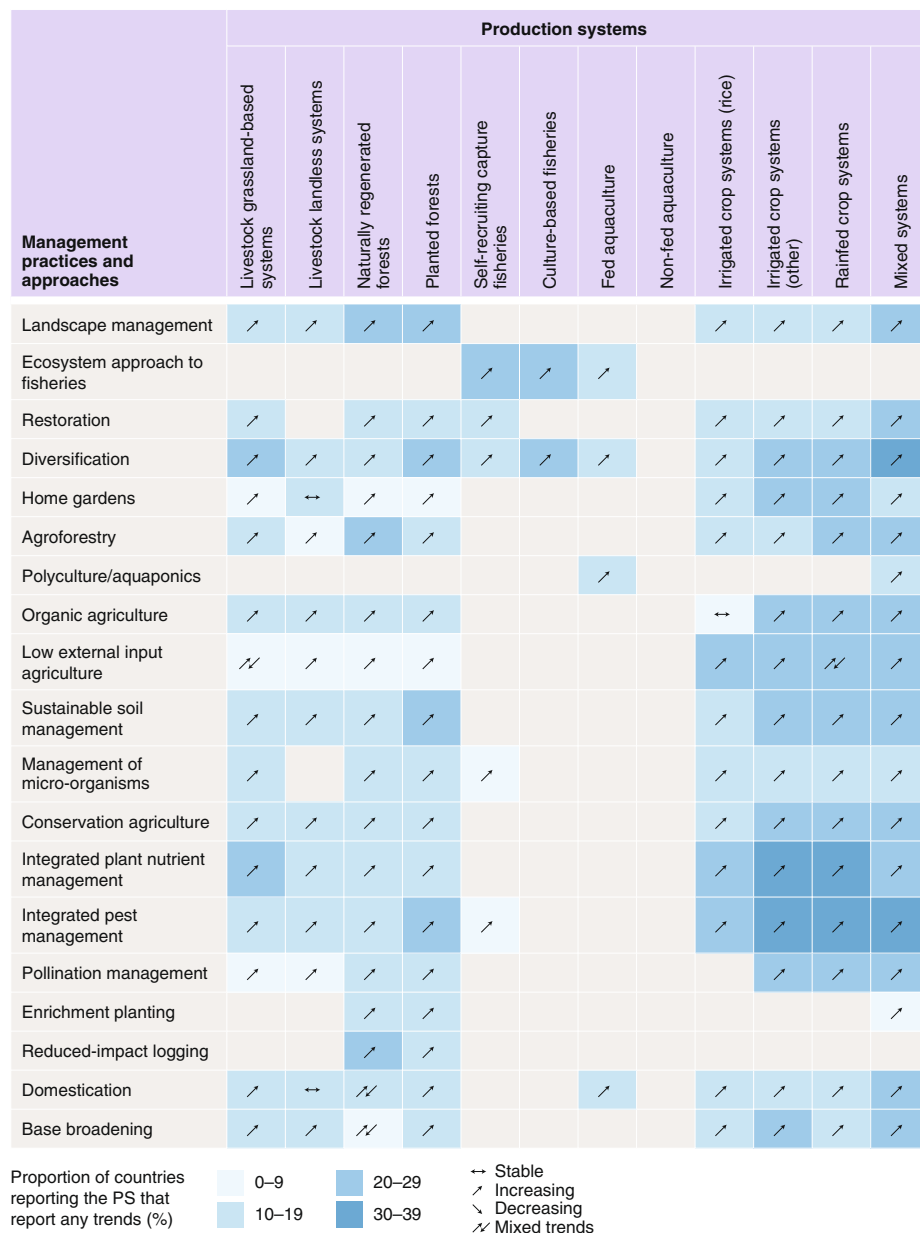 Production systems
Management
practices and
approaches
Livestock grassland-based
systems
Livestock landless systems
Naturally regenerated
forests
Planted forests
Self-recruiting capture
fisheries
Culture-based fisheries
Fed aquaculture
Non-fed aquaculture
Irrigated crop systems (rice)
Irrigated crop systems
(other)
Rainfed crop systems
Mixed systems
Landscape management
Ecosystem approach to
fisheries
Restoration
Diversification
Home gardens
Agroforestry
Polyculture/aquaponics
Organic agriculture
Low external input
agriculture
Sustainable soil
management
Management of
micro-organisms
Conservation agriculture
Integrated plant nutrient
management
Integrated pest
management
Pollination management
Enrichment planting
Reduced-impact logging
Domestication
Base broadening
Proportion of countries
reporting the PS that
report any trends (%)
0–9
10–19
20–29
30–39
Stable
Increasing
Decreasing
Mixed trends